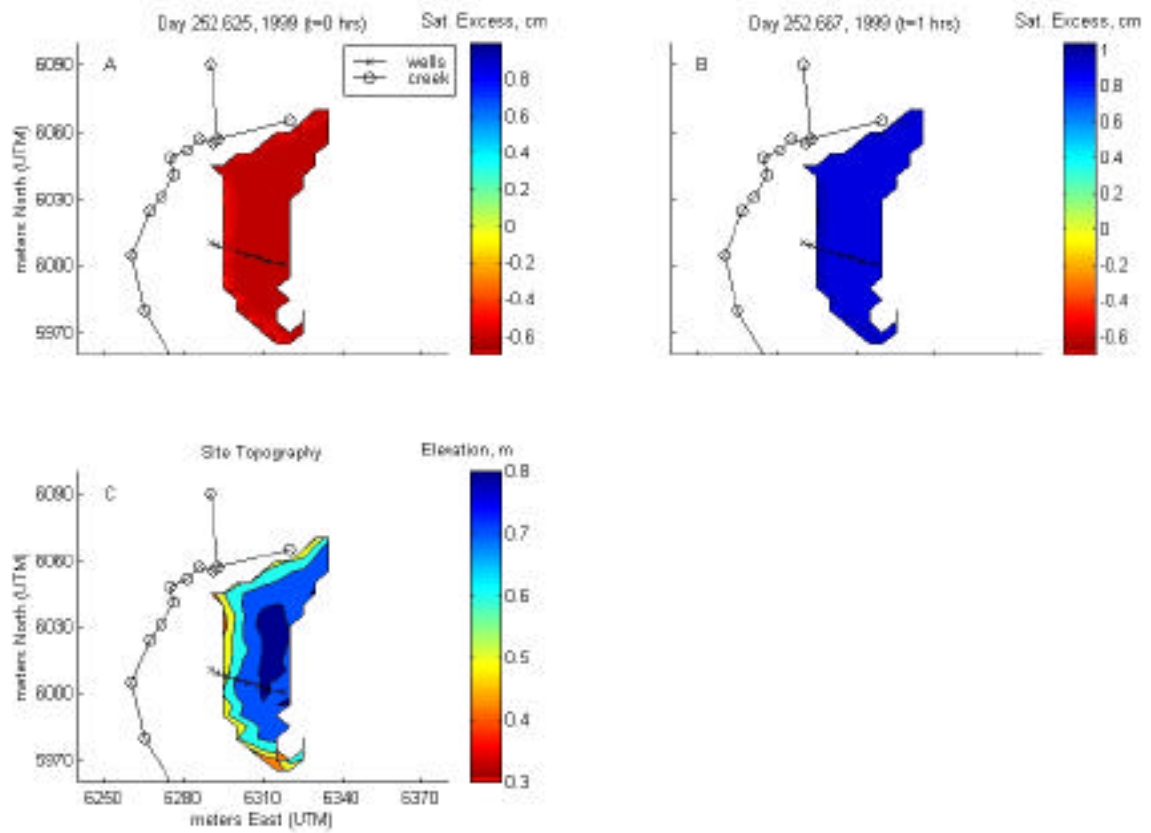 Day 252.625, 1999 (t=0 hrs)
Sat. Excess, cm
A
wells
creek
6090
6060
6030
6000
5970
meters North (UTM)
0.8
0.6
0.4
0.2
0
-0.2
-0.4
-0.6
Day 252.667, 1999 (t=1 hrs)
Sat. Excess, cm
B
1
0.8
0.6
0.4
0.2
0
-0.2
-0.4
-0.6
Site Topography
Elevation, m
C
6090
6060
6030
6000
5970
meters North (UTM)
6250 6280 6310 6340 6370
meters East (UTM)
0.8
0.7
0.6
0.5
0.4
0.3